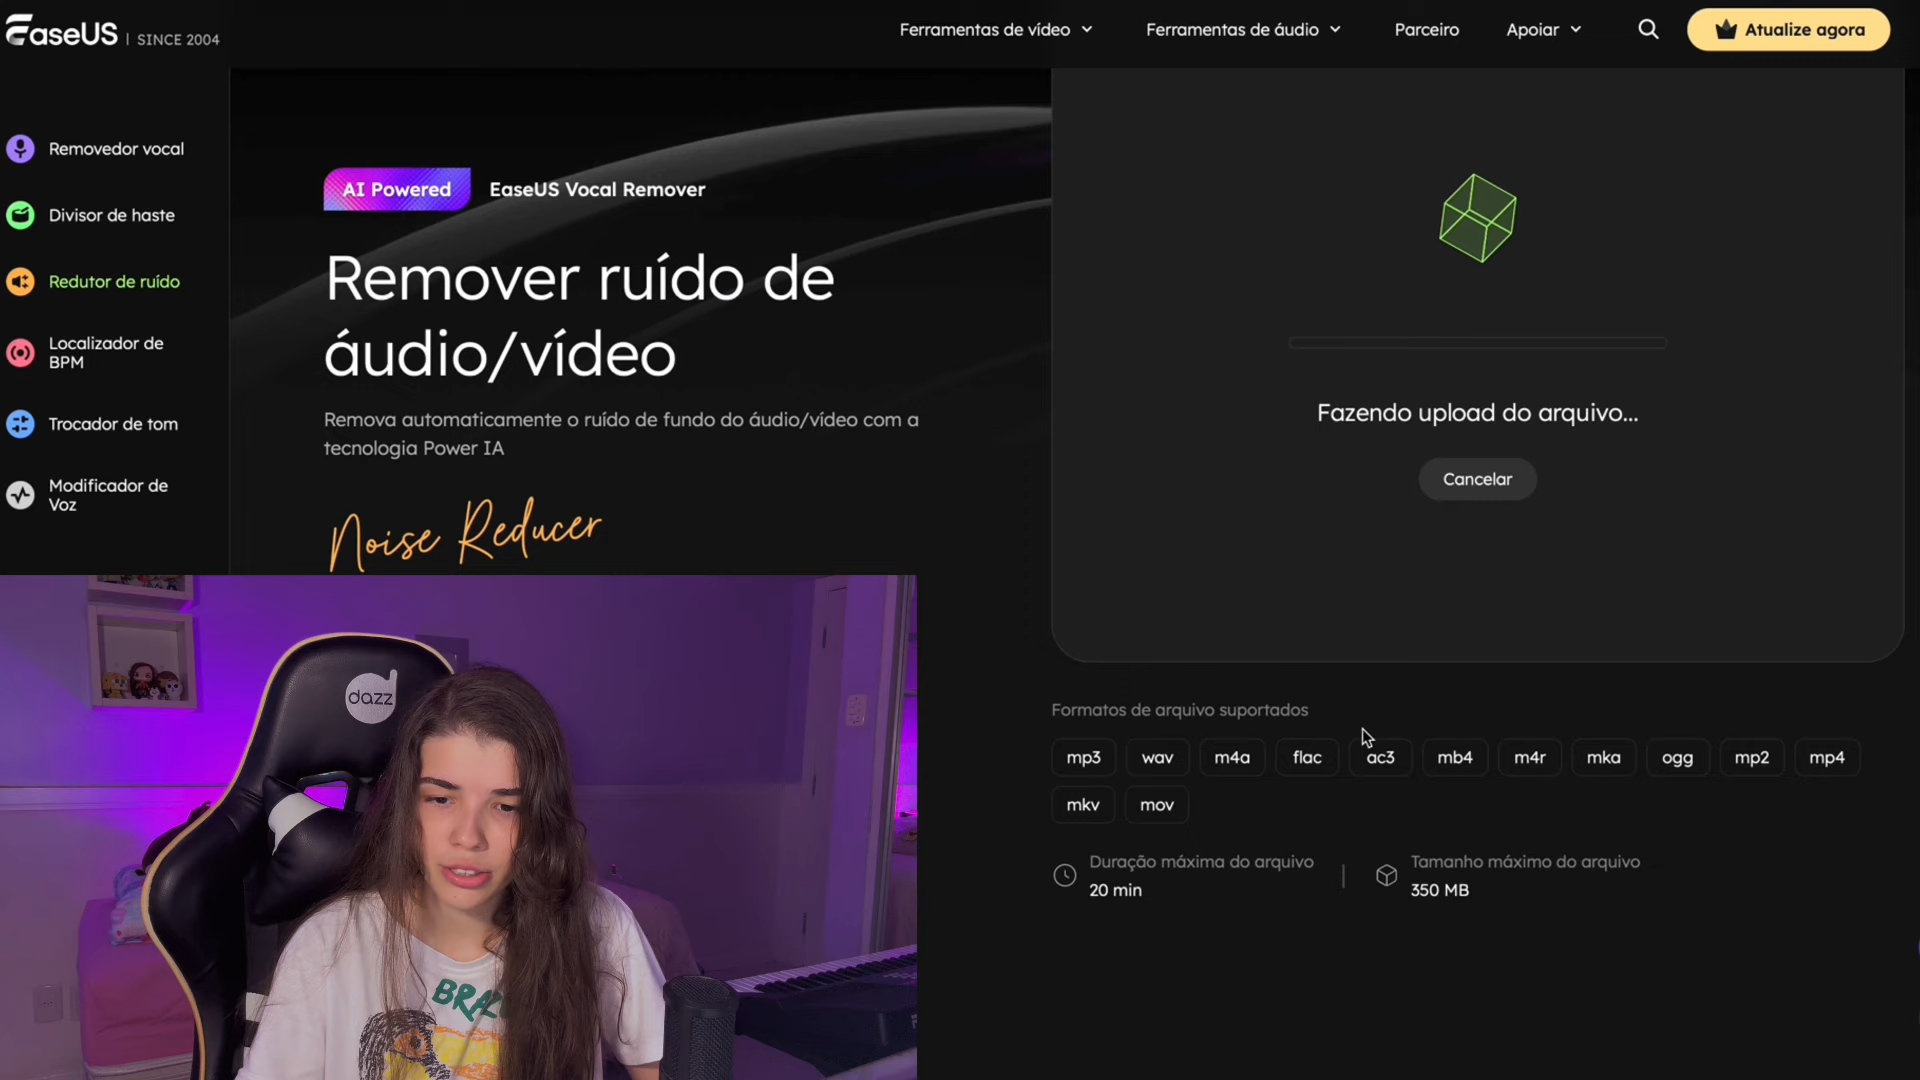 EaseUS | SINCE 2004
Ferramentas de vídeo
Ferramentas de áudio
Parceiro
Apoiar
Atualize agora
Removedor vocal
Divisor de haste
Redutor de ruído
Localizador de
BPM
Trocador de tom
Modificador de
Voz
AI Powered
EaseUS Vocal Remover
Remover ruído de
áudio/vídeo
Remova automaticamente o ruído de fundo do áudio/vídeo com a
tecnologia Power IA
Noise Reducer
Fazendo upload do arquivo...
Cancelar
Formatos de arquivo suportados
mp3 wav m4a flac ac3 mb4 m4r mka ogg mp2 mp4
mkv mov
Duração máxima do arquivo
20 min
Tamanho máximo do arquivo
350 MB
dazz